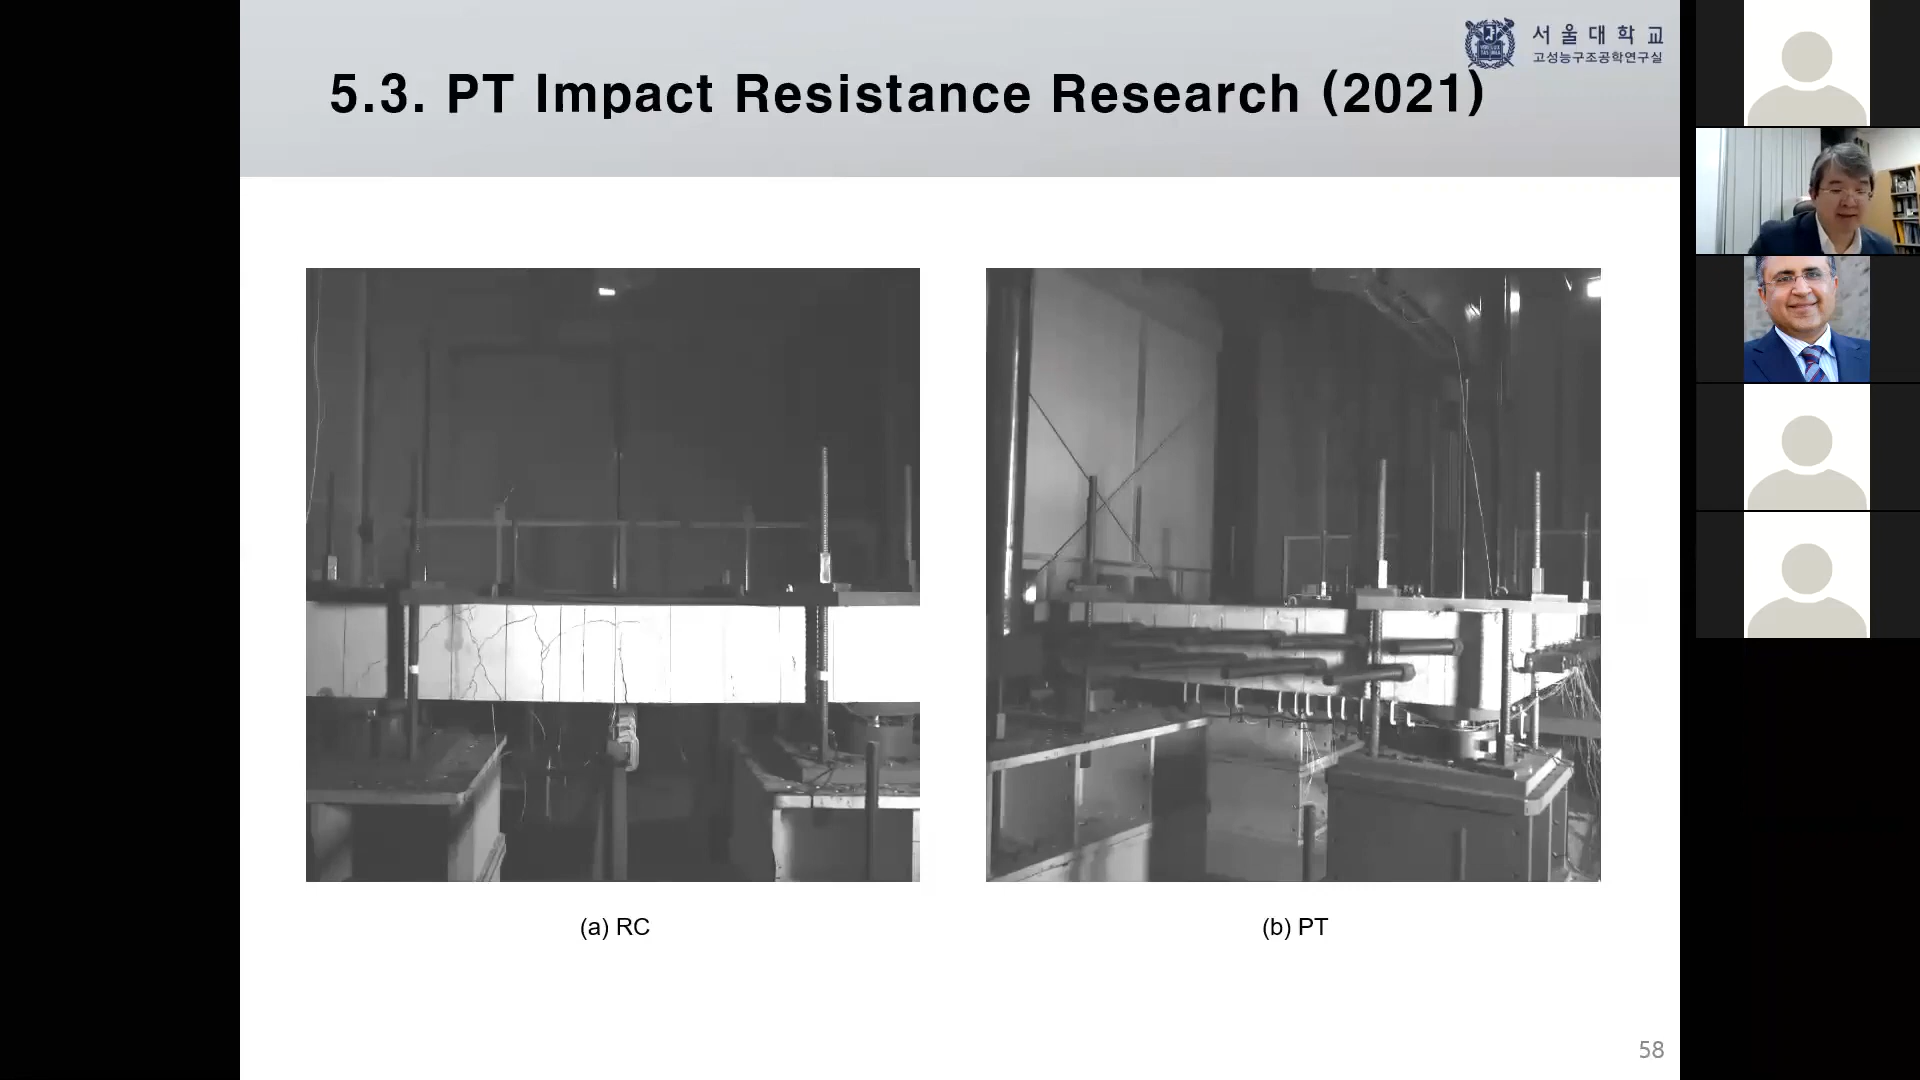 서울대학교
고성능구조공학연구실
5.3. PT Impact Resistance Research (2021)
(a) RC
(b) PT
58